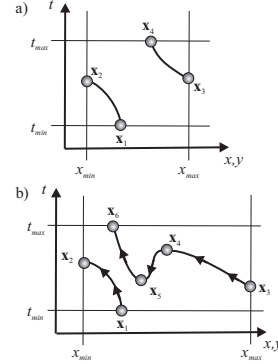 a)
t
t_max
x_4
x_2
x_3
t_min
x_1
x_min
x_max
x,y
b)
t
x_6
t_max
x_2
x_4
x_5
x_3
t_min
x_1
x,y
x_min
x_max